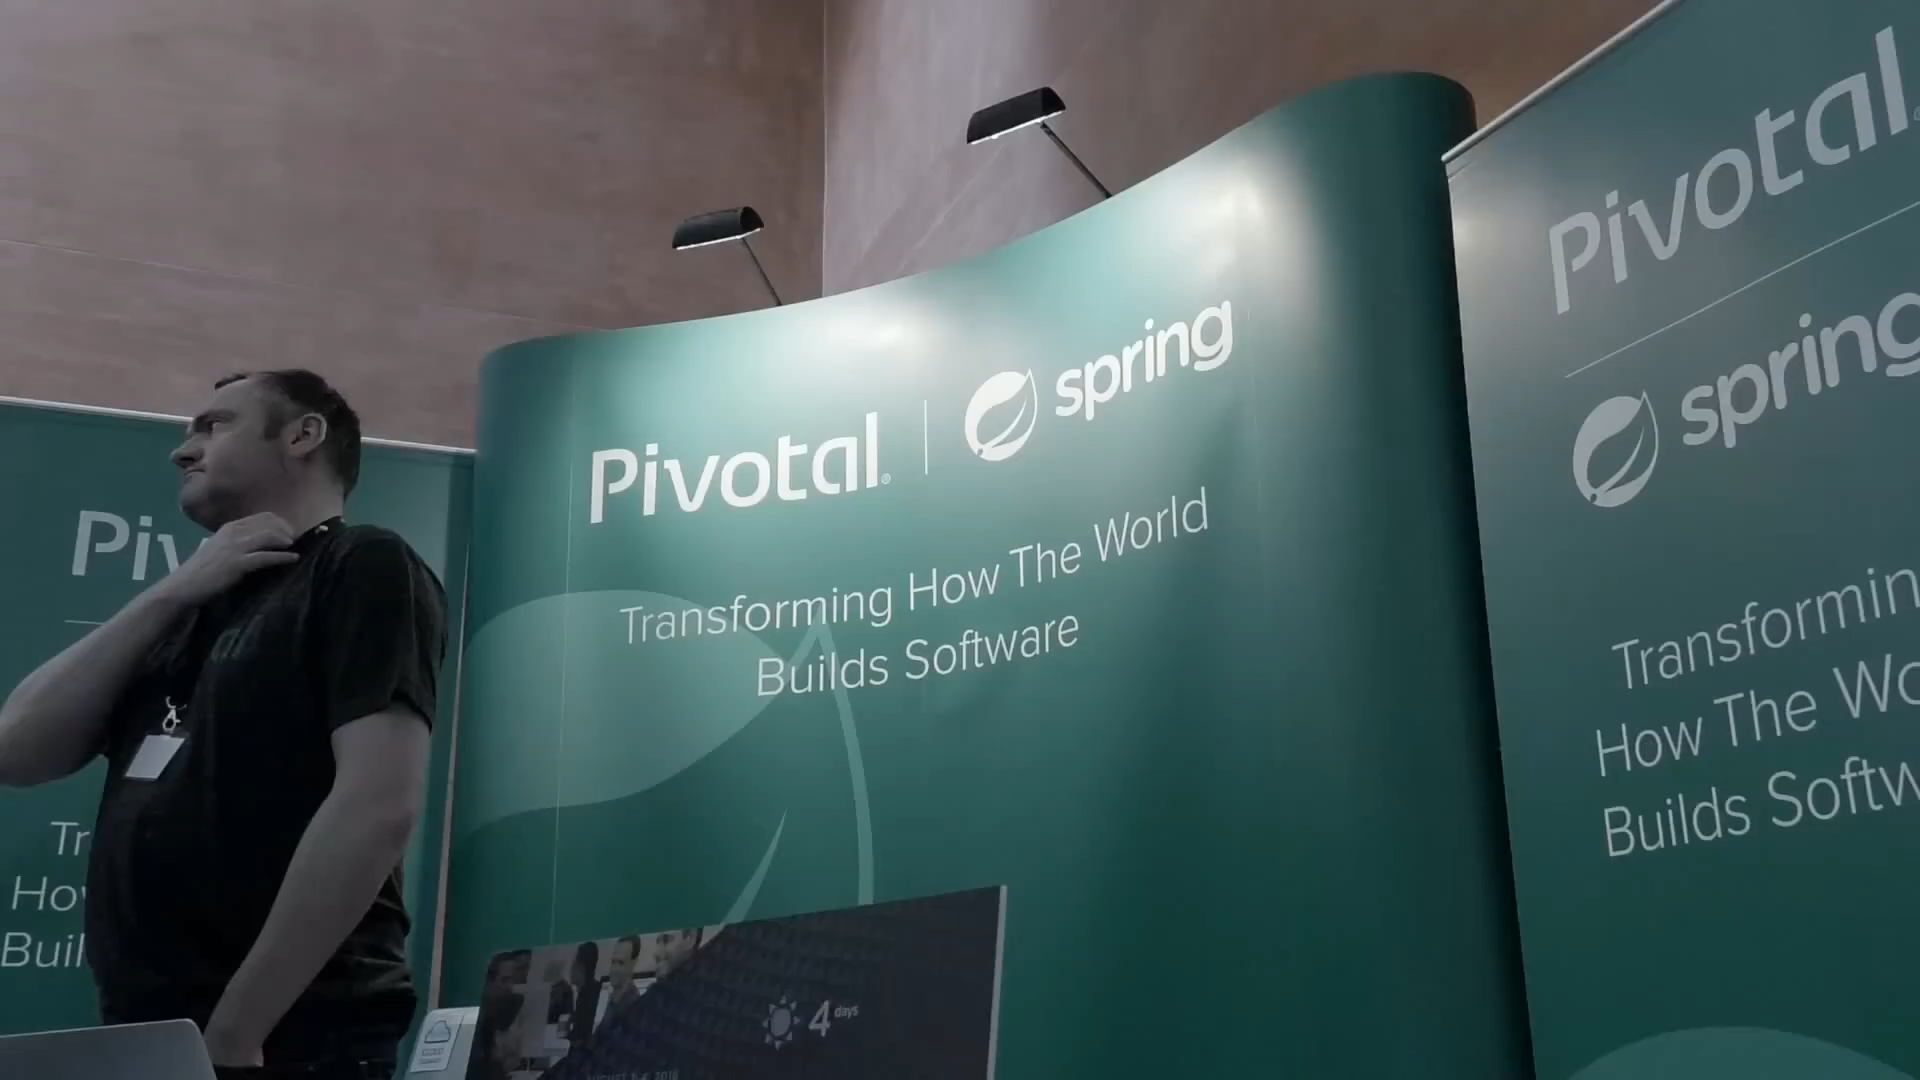 Pivotal
spring
Transforming How The World
Builds Software
Pivotal
spring
Transformin
How The Wo
Builds Softw
Piv
Tr
How
Buil
4 days